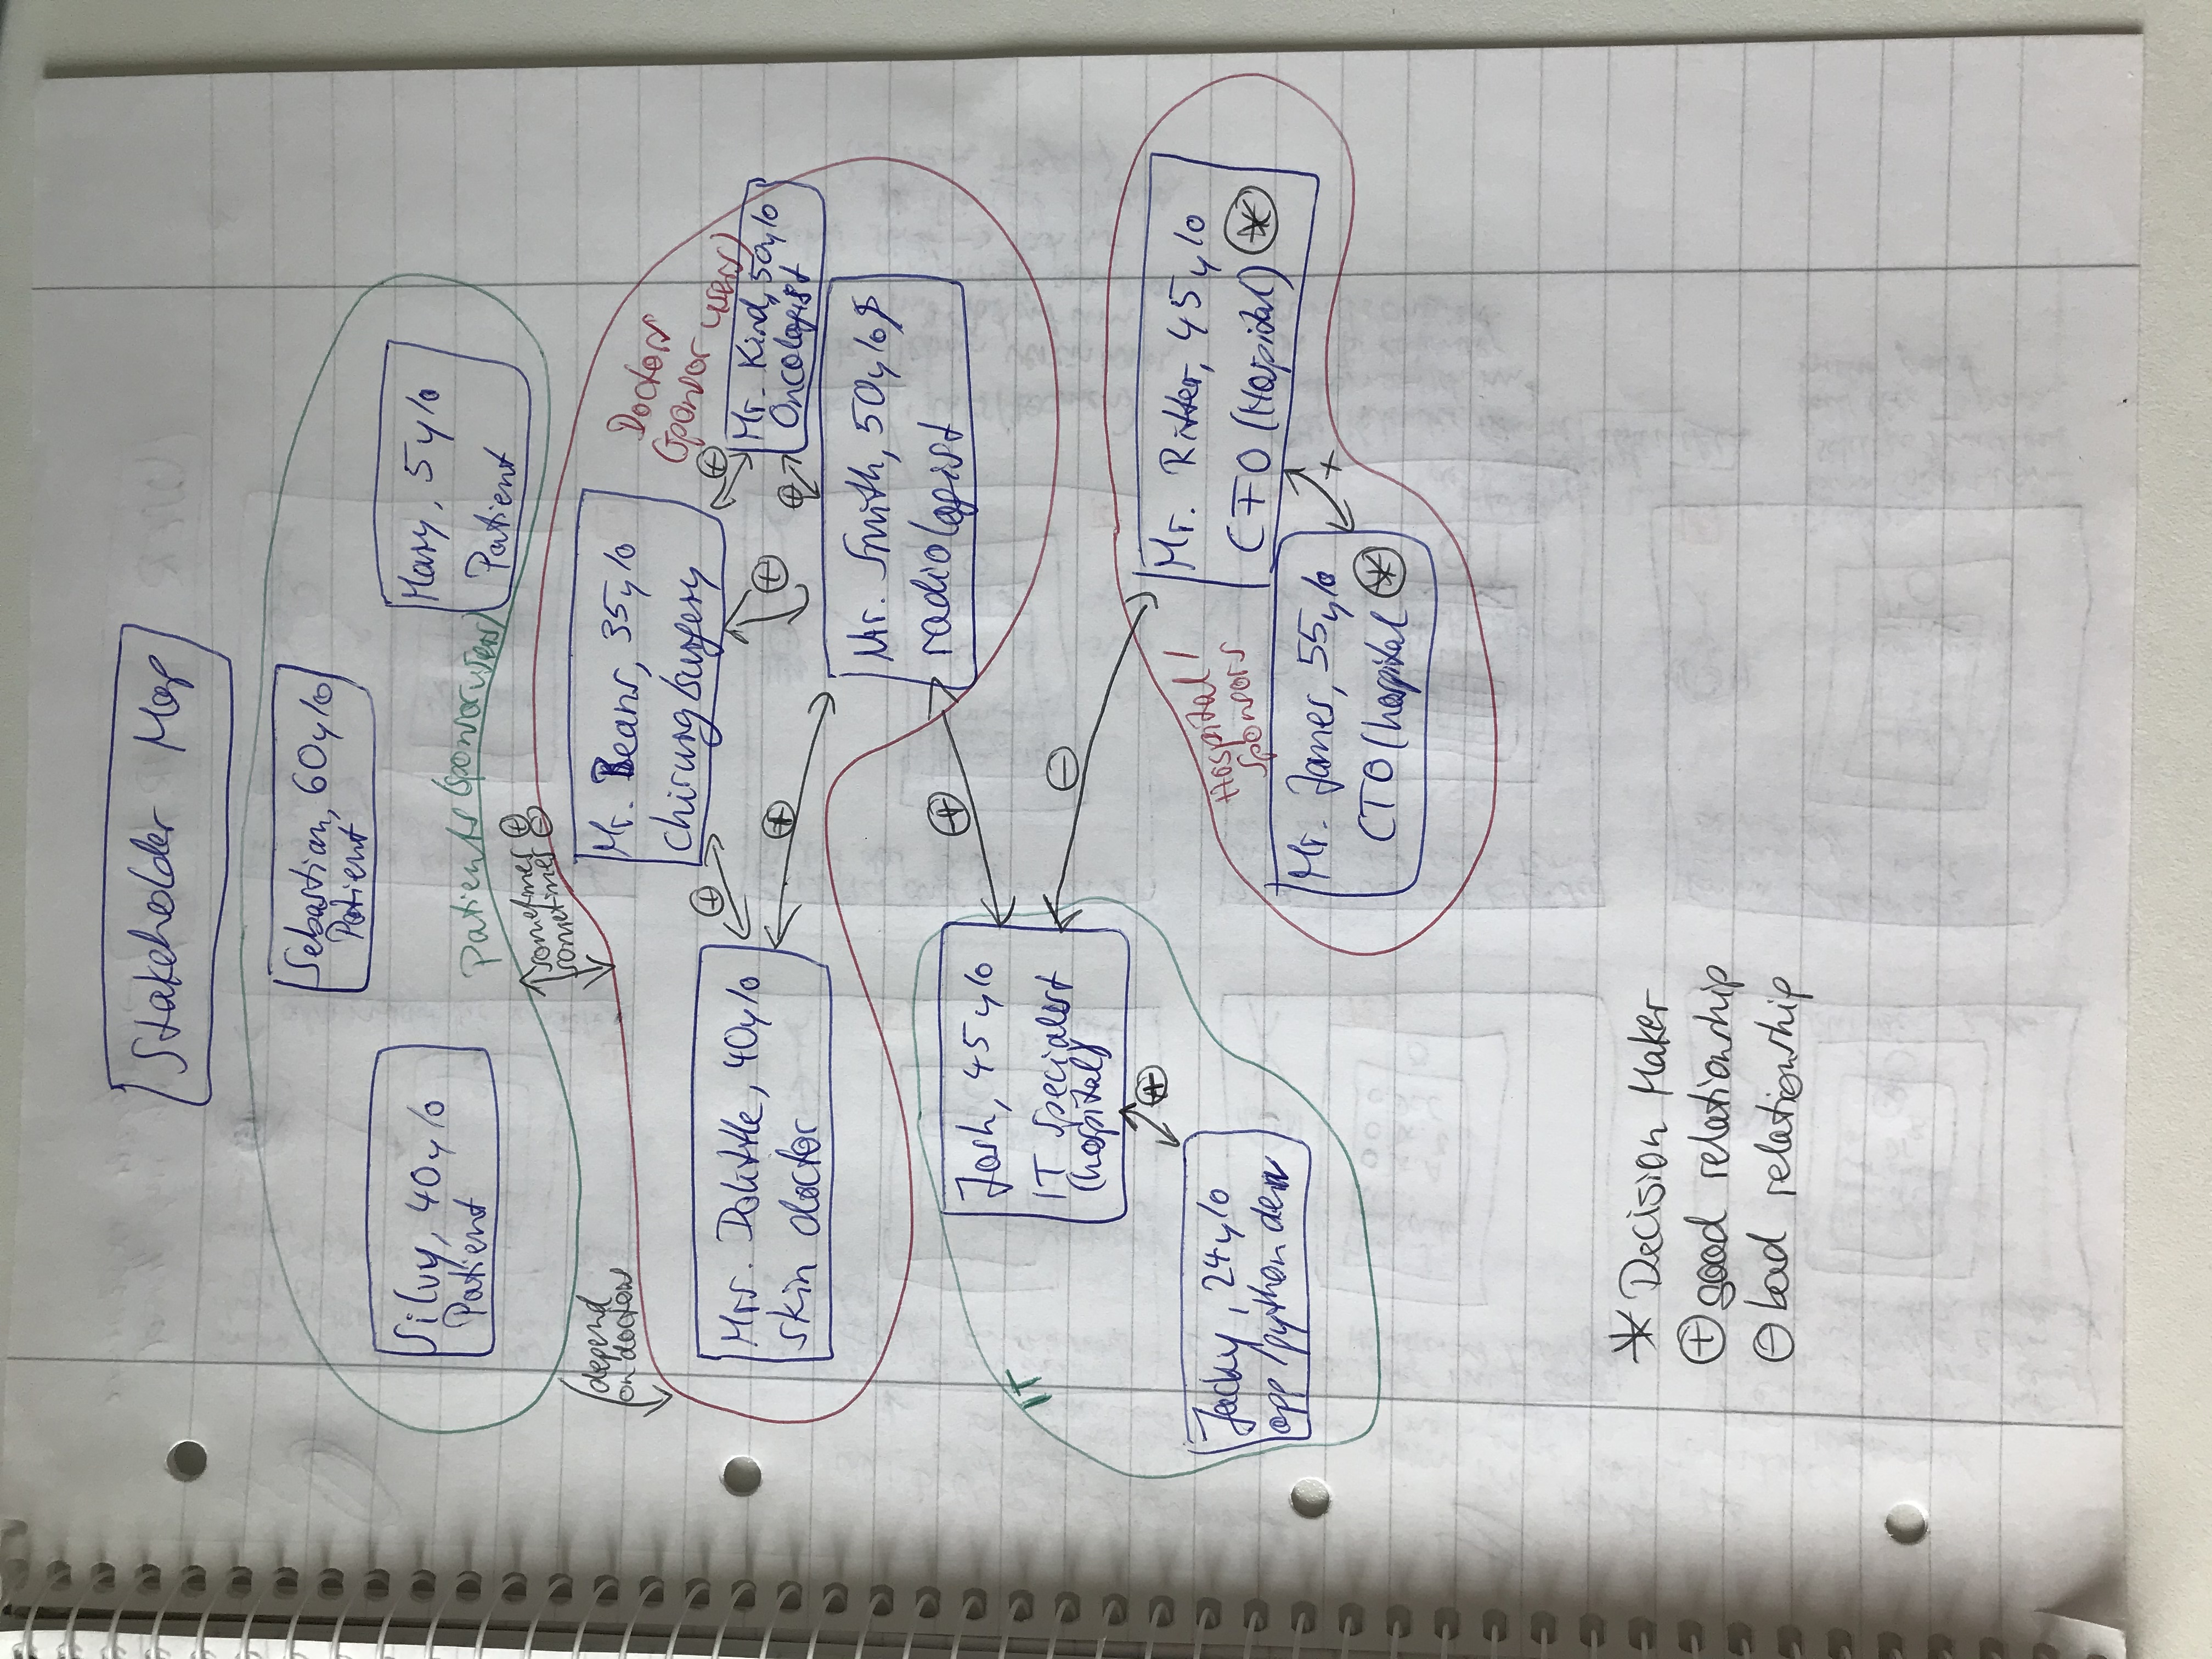 Stakeholder Map
Sebastian, 60y/o
Patient
Silvy, 40y/o
Patient
Mary, 5y/o
Patient
Patients (sponsor users)
sometimes ⊕
sometimes ⊖
depend
on doctors
Mr. Beans, 35y/o
Chirurg/surgery
Doctors
(sponsor users)
Mrs. Dolittle, 40y/o
skin doctor
⊕
⊕
⊕
⊕
⊕
Mr. Kind, 50y/o
Oncologist
Mr. Smith, 50y/o
radiologist
IT
Josh, 45y/o
IT specialist
(hospital)
⊕
⊖
⊕
Jacky, 24y/o
app/python dev
Hospital/
sponsors
Mr. Ritter, 45y/o
CFO (Hospital) *
Mr. James, 55y/o
CTO (hospital *
+
* Decision Maker
⊕ good relationship
⊖ bad relationship